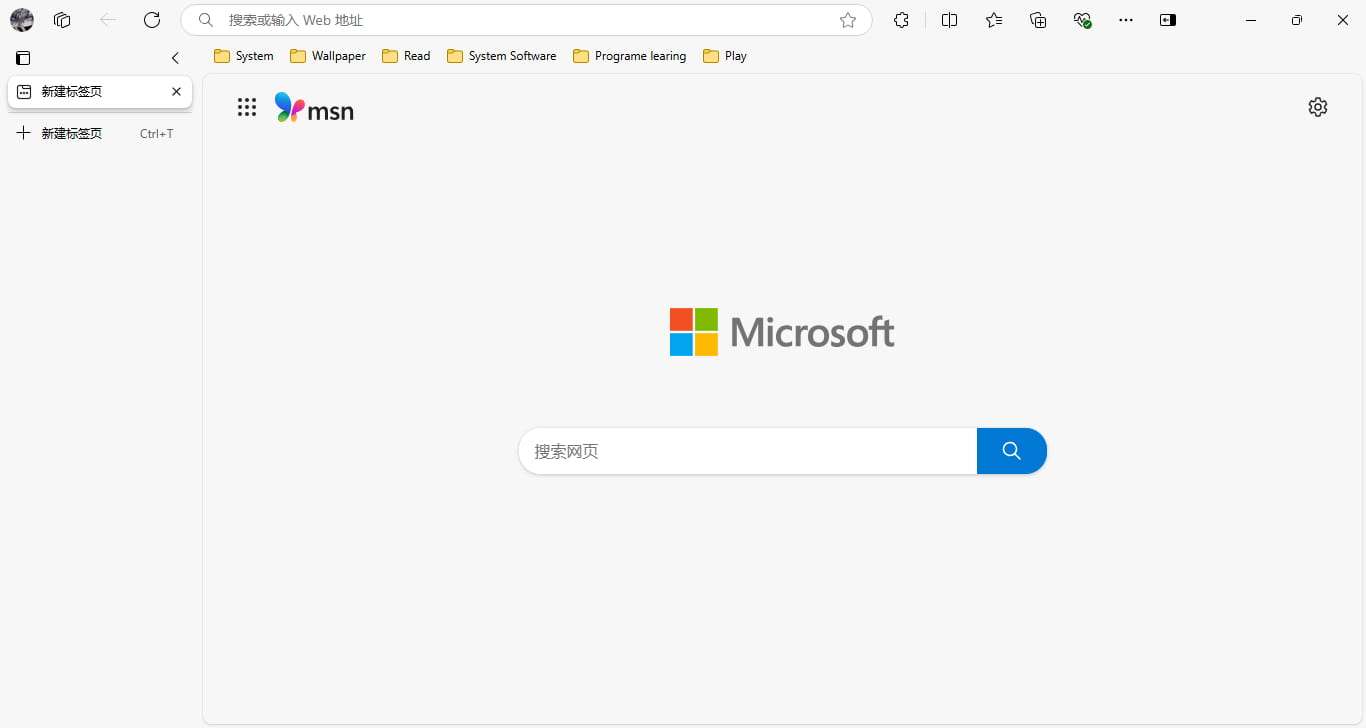 搜索或输入 Web 地址
System
Wallpaper
Read
System Software
Programe learing
Play
新建标签页
新建标签页 Ctrl+T
msn
Microsoft
搜索网页